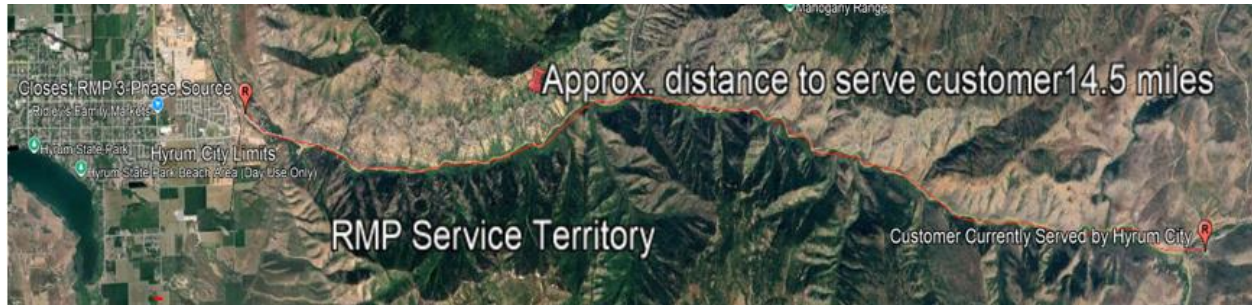 Mahogany Range
Approx. distance to serve customer14.5 miles
Closest RMP 3-Phase Source
Ridley's Family Markets
Hyrum State Park
Hyrum City Limits
Hyrum State Park Beach Area (Day Use Only)
RMP Service Territory
Customer Currently Served by Hyrum City
R
R